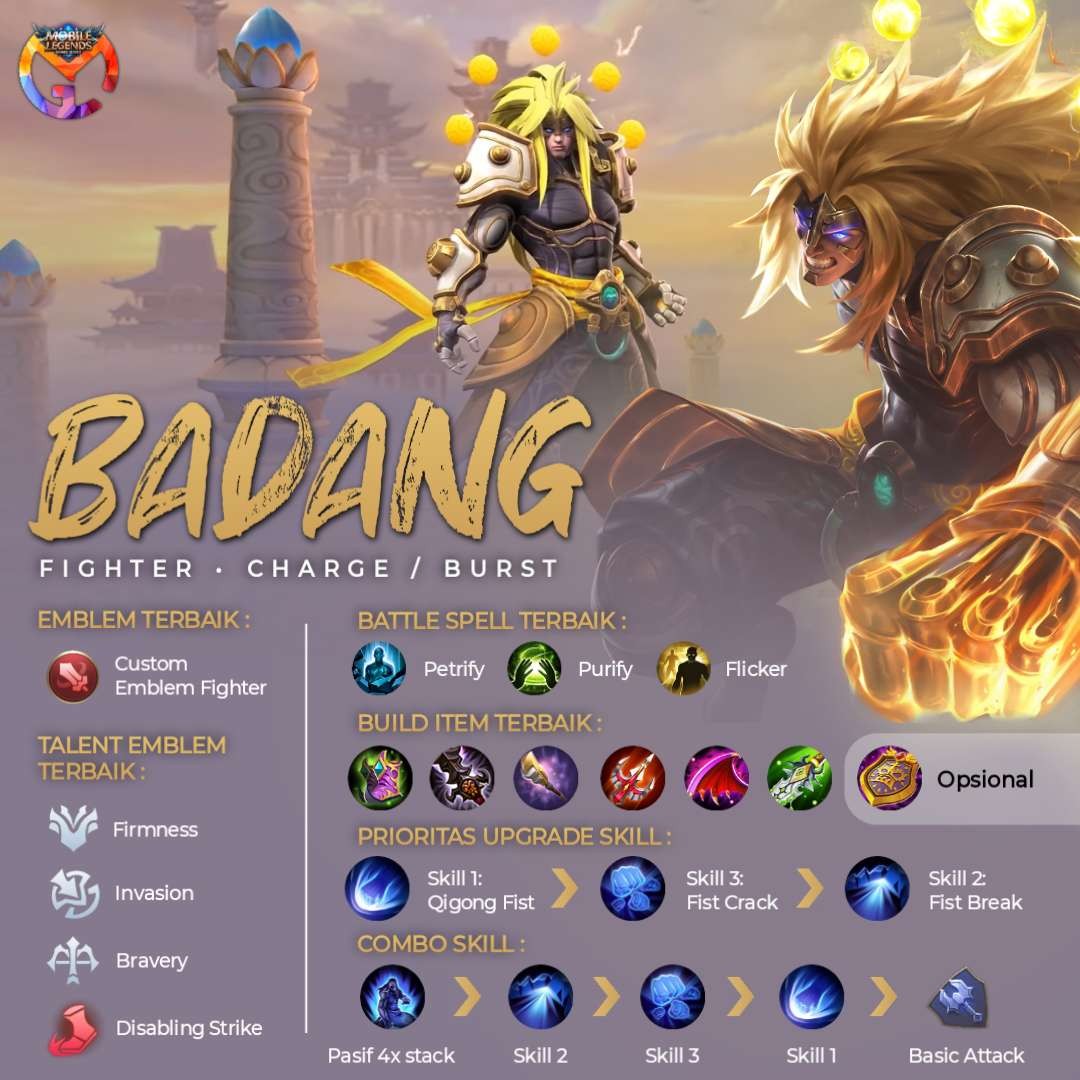 MOBILE
LEGENDS
BADANG
FIGHTER • CHARGE / BURST
EMBLEM TERBAIK :
Custom
Emblem Fighter
TALENT EMBLEM
TERBAIK :
Firmness
Invasion
Bravery
Disabling Strike
BATTLE SPELL TERBAIK :
Petrify
Purify
Flicker
BUILD ITEM TERBAIK :
Opsional
PRIORITAS UPGRADE SKILL :
Skill 1:
Qigong Fist
Skill 3:
Fist Crack
Skill 2:
Fist Break
COMBO SKILL :
Pasif 4x stack
Skill 2
Skill 3
Skill 1
Basic Attack